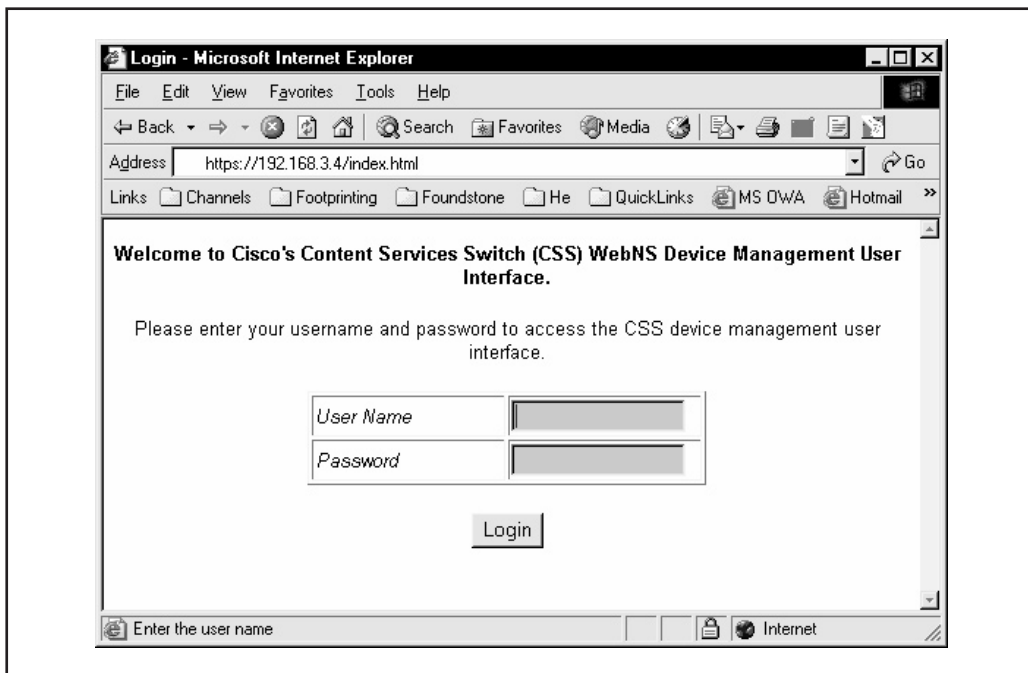 Login - Microsoft Internet Explorer
File Edit View Favorites Tools Help
Back Search Favorites Media
Address https://192.168.3.4/index.html Go
Links Channels Footprinting Foundstone He QuickLinks MS OWA Hotmail »
Welcome to Cisco's Content Services Switch (CSS) WebNS Device Management User
Interface.
Please enter your username and password to access the CSS device management user
interface.
User Name
Password
Login
Enter the user name Internet